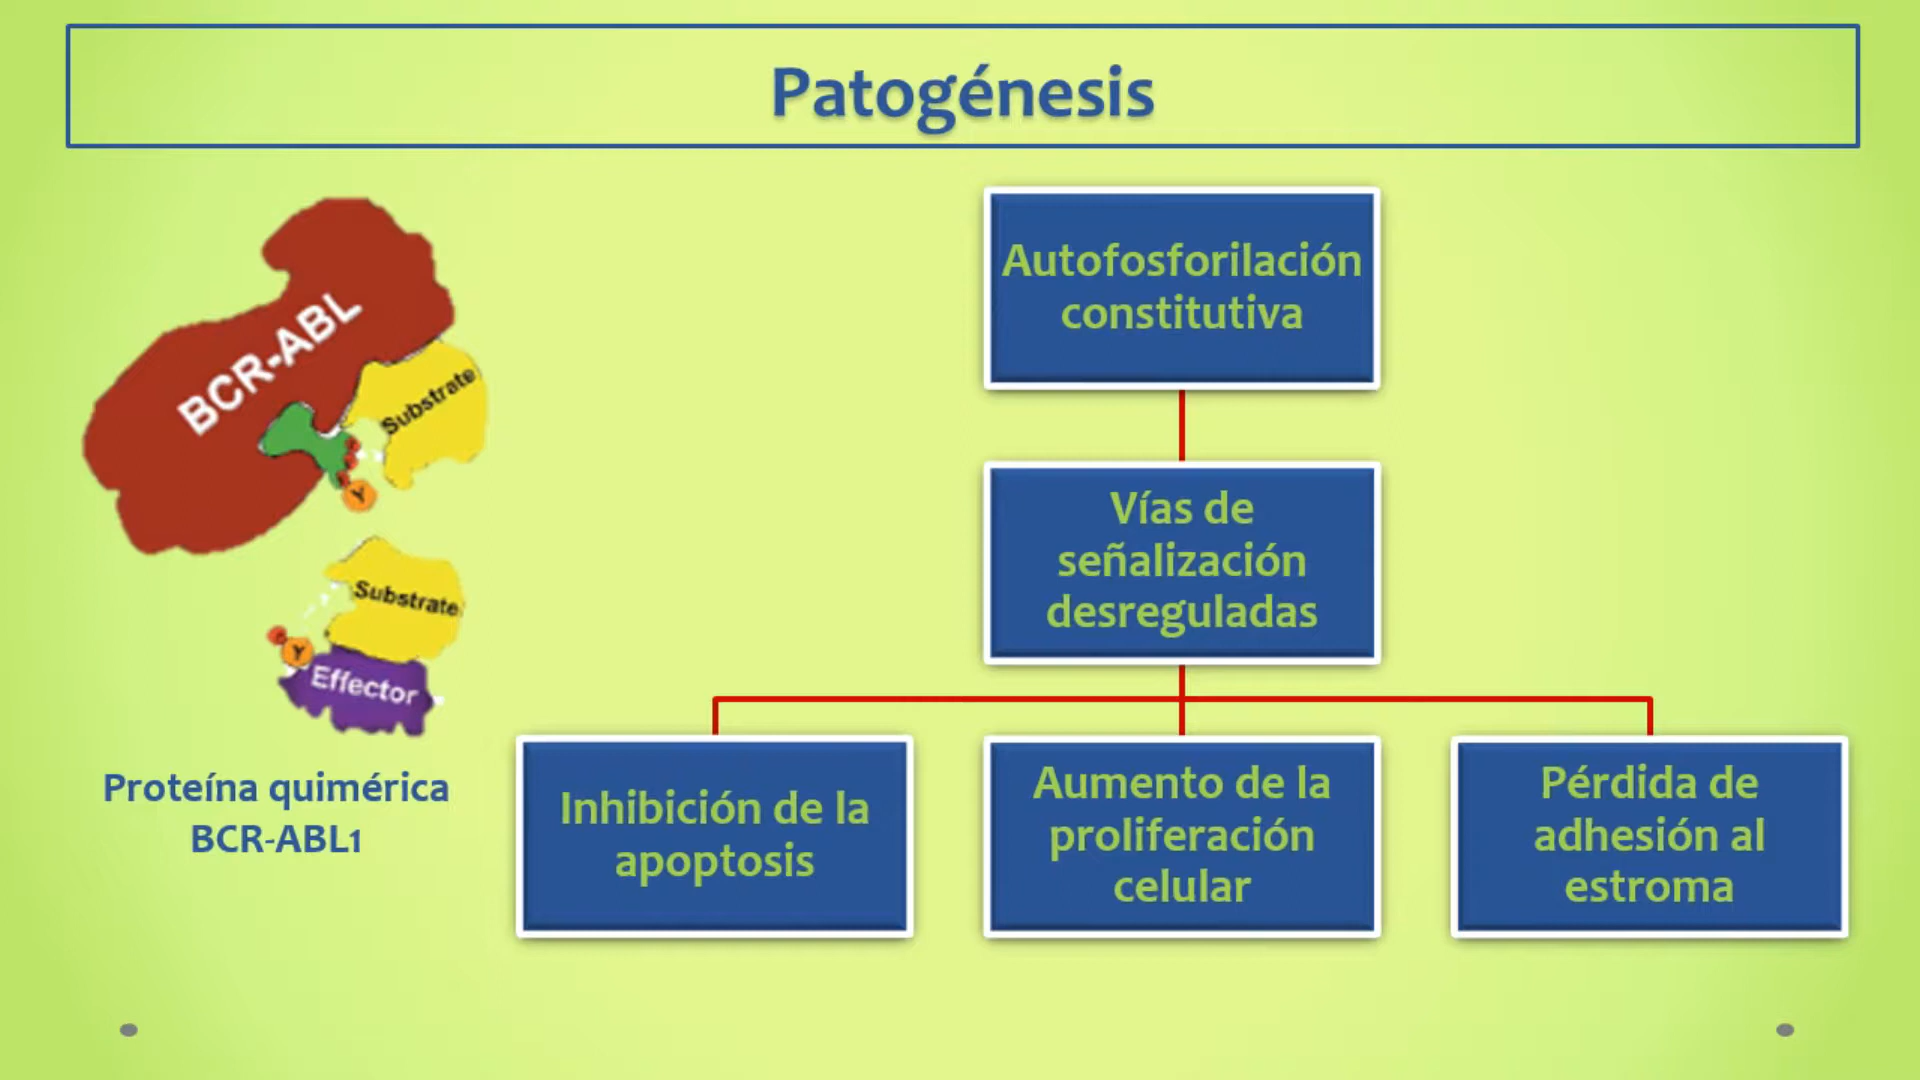 Patogénesis
BCR-ABL
Substrate
Y
Substrate
Y
Effector
Proteína quimérica
BCR-ABL1
Autofosforilación
constitutiva
Vías de
señalización
desreguladas
Inhibición de la
apoptosis
Aumento de la
proliferación
celular
Pérdida de
adhesión al
estroma